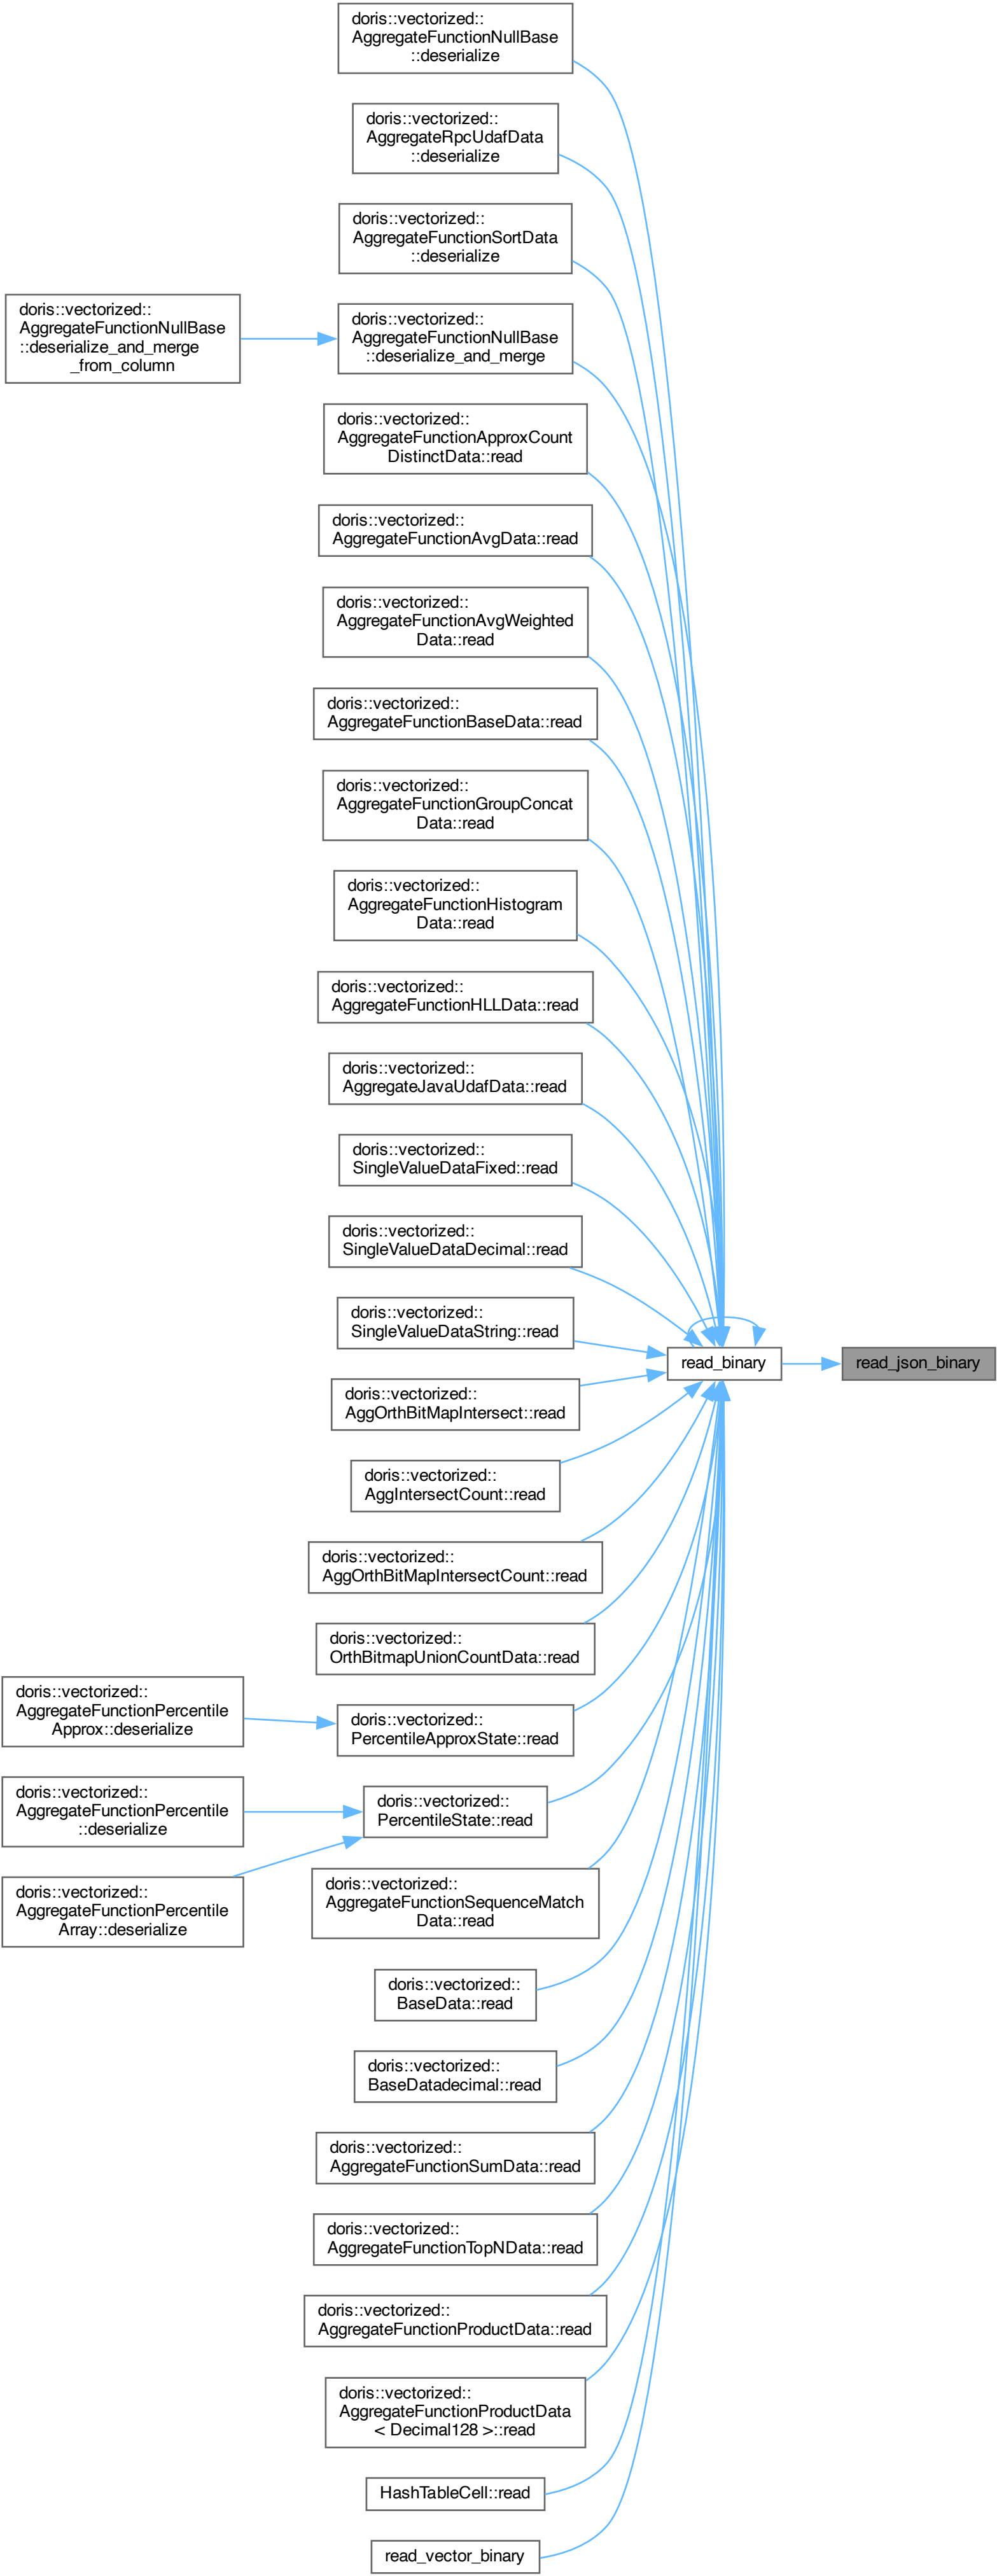 doris::vectorized::
AggregateFunctionNullBase
::deserialize
doris::vectorized::
AggregateRpcUdafData
::deserialize
doris::vectorized::
AggregateFunctionSortData
::deserialize
doris::vectorized::
AggregateFunctionNullBase
::deserialize_and_merge
_from_column
doris::vectorized::
AggregateFunctionNullBase
::deserialize_and_merge
doris::vectorized::
AggregateFunctionApproxCount
DistinctData::read
doris::vectorized::
AggregateFunctionAvgData::read
doris::vectorized::
AggregateFunctionAvgWeighted
Data::read
doris::vectorized::
AggregateFunctionBaseData::read
doris::vectorized::
AggregateFunctionGroupConcat
Data::read
doris::vectorized::
AggregateFunctionHistogram
Data::read
doris::vectorized::
AggregateFunctionHLLData::read
doris::vectorized::
AggregateJavaUdafData::read
doris::vectorized::
SingleValueDataFixed::read
doris::vectorized::
SingleValueDataDecimal::read
doris::vectorized::
SingleValueDataString::read
read_binary
read_json_binary
doris::vectorized::
AggOrthBitMapIntersect::read
doris::vectorized::
AggIntersectCount::read
doris::vectorized::
AggOrthBitMapIntersectCount::read
doris::vectorized::
OrthBitmapUnionCountData::read
doris::vectorized::
AggregateFunctionPercentile
Approx::deserialize
doris::vectorized::
PercentileApproxState::read
doris::vectorized::
AggregateFunctionPercentile
::deserialize
doris::vectorized::
PercentileState::read
doris::vectorized::
AggregateFunctionPercentile
Array::deserialize
doris::vectorized::
AggregateFunctionSequenceMatch
Data::read
doris::vectorized::
BaseData::read
doris::vectorized::
BaseDatadecimal::read
doris::vectorized::
AggregateFunctionSumData::read
doris::vectorized::
AggregateFunctionTopNData::read
doris::vectorized::
AggregateFunctionProductData::read
doris::vectorized::
AggregateFunctionProductData
< Decimal128 >::read
HashTableCell::read
read_vector_binary